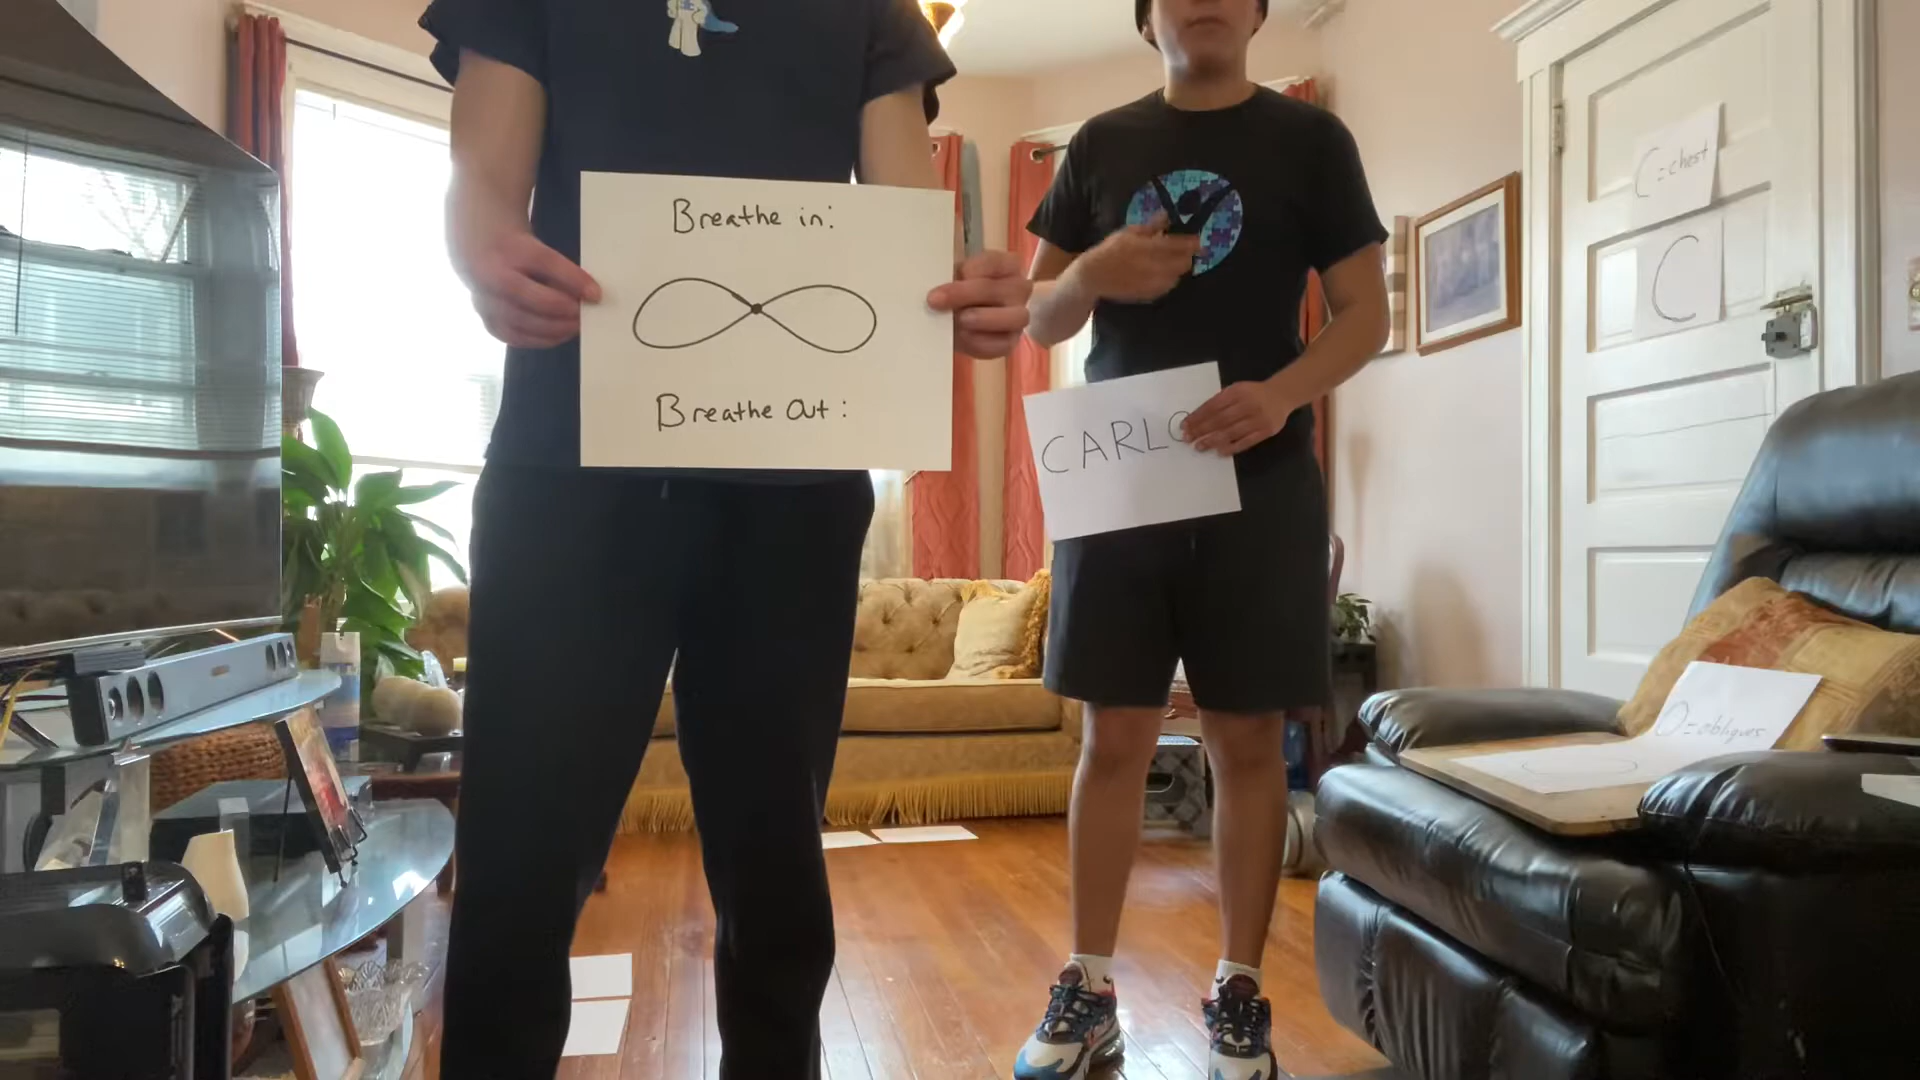 Breathe in:
Breathe Out:
CARLO
C=chest
C
O=obliques